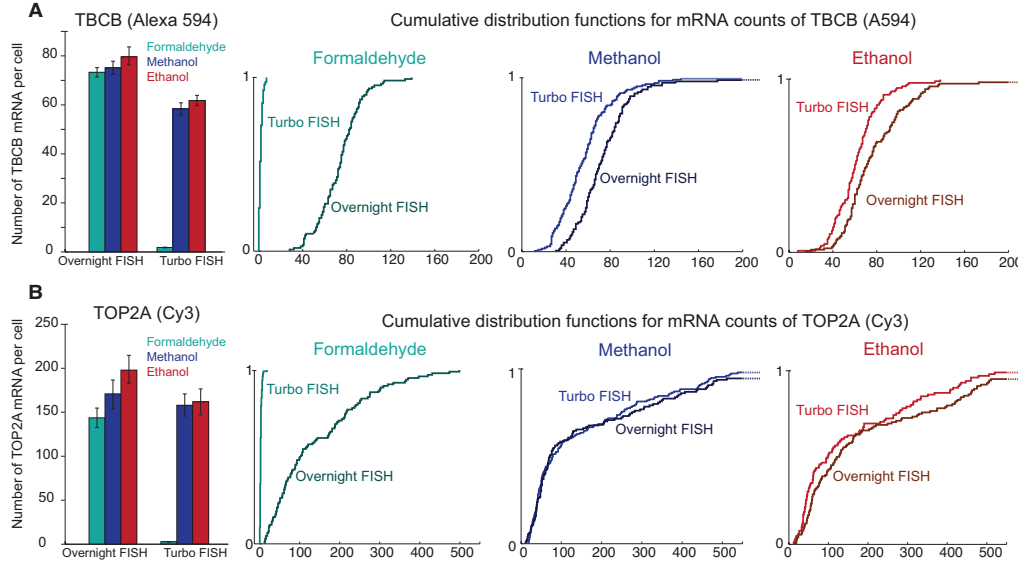 A
TBCB (Alexa 594)
Cumulative distribution functions for mRNA counts of TBCB (A594)
Number of TBCB mRNA per cell
80
60
40
20
0
Formaldehyde
Methanol
Ethanol
Overnight FISH Turbo FISH
Formaldehyde
1
Turbo FISH
Overnight FISH
0
0 40 80 120 160 200
Methanol
1
Turbo FISH
Overnight FISH
0
0 40 80 120 160 200
Ethanol
1
Turbo FISH
Overnight FISH
0
0 40 80 120 160 200
B
TOP2A (Cy3)
Cumulative distribution functions for mRNA counts of TOP2A (Cy3)
Number of TOP2A mRNA per cell
250
200
150
100
50
0
Formaldehyde
Methanol
Ethanol
Overnight FISH Turbo FISH
Formaldehyde
1
Turbo FISH
Overnight FISH
0
0 100 200 300 400 500
Methanol
1
Turbo FISH
Overnight FISH
0
0 100 200 300 400 500
Ethanol
1
Turbo FISH
Overnight FISH
0
0 100 200 300 400 500